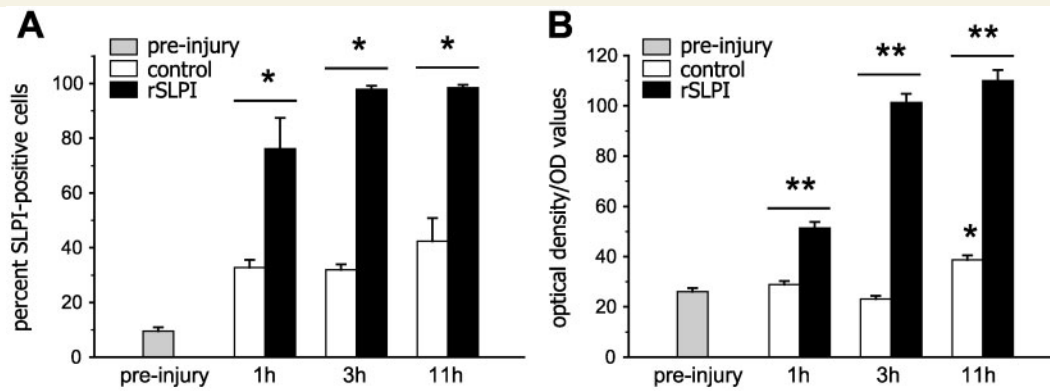 A
pre-injury
control
rSLPI
* * *
percent SLPI-positive cells
100
80
60
40
20
0
pre-injury 1h 3h 11h
B
pre-injury
control
rSLPI
** ** **
*
optical density/OD values
120
100
80
60
40
20
0
pre-injury 1h 3h 11h